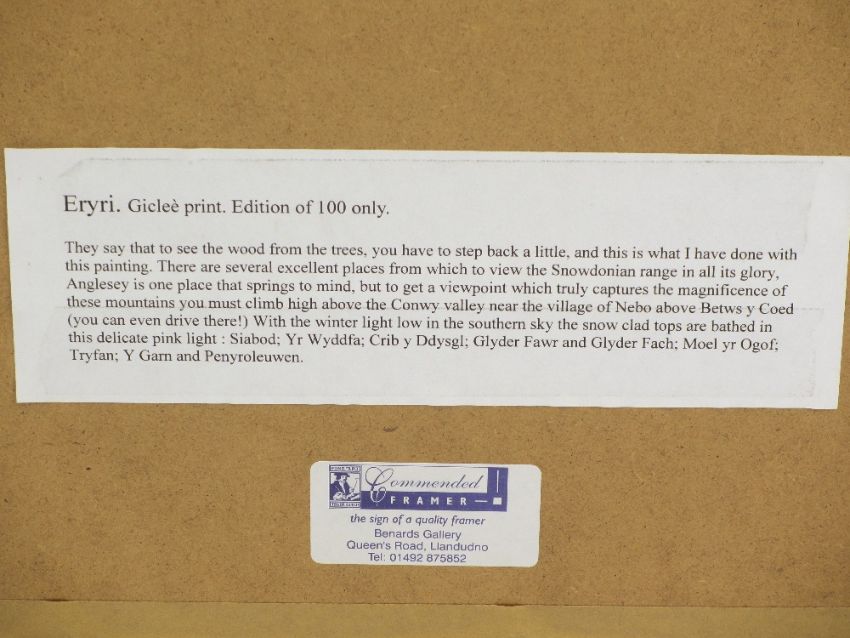 Eryri. Gicleè print. Edition of 100 only.
They say that to see the wood from the trees, you have to step back a little, and this is what I have done with
this painting. There are several excellent places from which to view the Snowdonian range in all its glory,
Anglesey is one place that springs to mind, but to get a viewpoint which truly captures the magnificence of
these mountains you must climb high above the Conwy valley near the village of Nebo above Betws y Coed
(you can even drive there!) With the winter light low in the southern sky the snow clad tops are bathed in
this delicate pink light : Siabod; Yr Wyddfa; Crib y Ddysgl; Glyder Fawr and Glyder Fach; Moel yr Ogof;
Tryfan; Y Garn and Penyroleuwen.
Commended
FRAMER
the sign of a quality framer
Benards Gallery
Queen's Road, Llandudno
Tel: 01492 875852